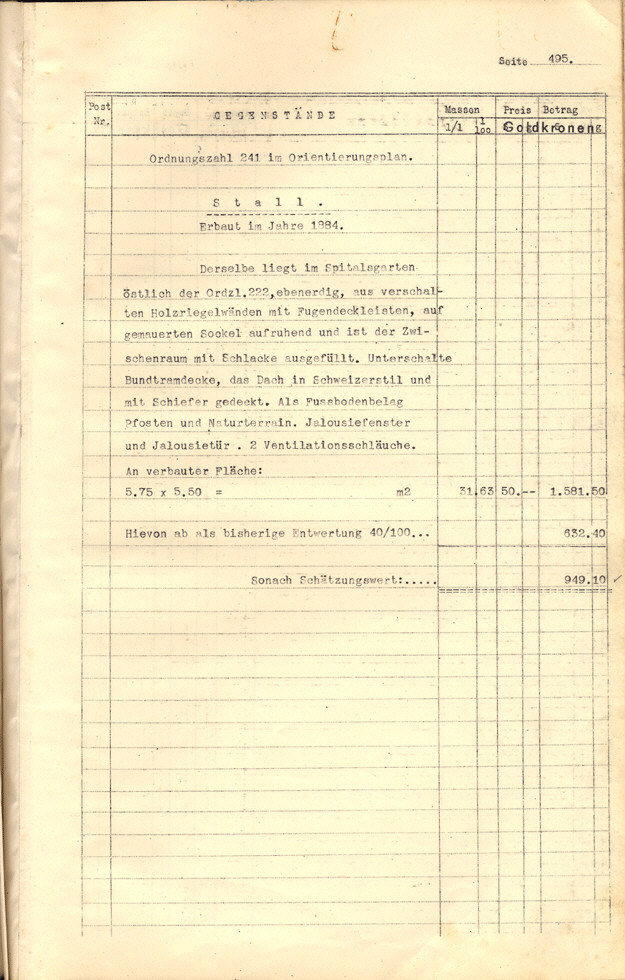 Seite 495.
Post Nr. GEGENSTÄNDE Massen Preis Betrag
1/1 1/100 Goldkronen
Ordnungszahl 241 im Orientierungsplan.
Stall.
Erbaut im Jahre 1884.
Derselbe liegt im Spitalsgarten
östlich der Ordzl.222,ebenerdig, aus verschal-
ten Holzriegelwänden mit Fugendeckleisten, auf
gemauerten Sockel aufruhend und ist der Zwi-
schenraum mit Schlacke ausgefüllt. Unterschalte
Bundtramdecke, das Dach in Schweizerstil und
mit Schiefer gedeckt. Als Fussbodenbelag
Pfosten und Naturterrain. Jalousiefenster
und Jalousietür . 2 Ventilationsschläuche.
An verbauter Fläche:
5.75 x 5.50 = m2 31.63 50.-- 1.581.50
Hievon ab als bisherige Entwertung 40/100... 632.40
Sonach Schätzungswert:..... 949.10 ✓